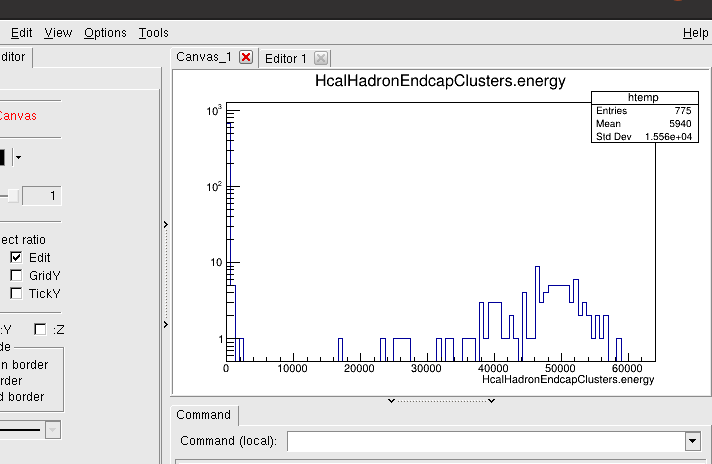 Edit View Options Tools Help
ditor
Canvas_1 Editor 1
HcalHadronEndcapClusters.energy
htemp
Entries 775
Mean 5940
Std Dev 1.556e+04
Canvas
1
ect ratio
Edit
GridY
TickY
:Y :Z
de
n border
rder
d border
10³
10²
10
1
0 10000 20000 30000 40000 50000 60000
HcalHadronEndcapClusters.energy
Command
Command (local):